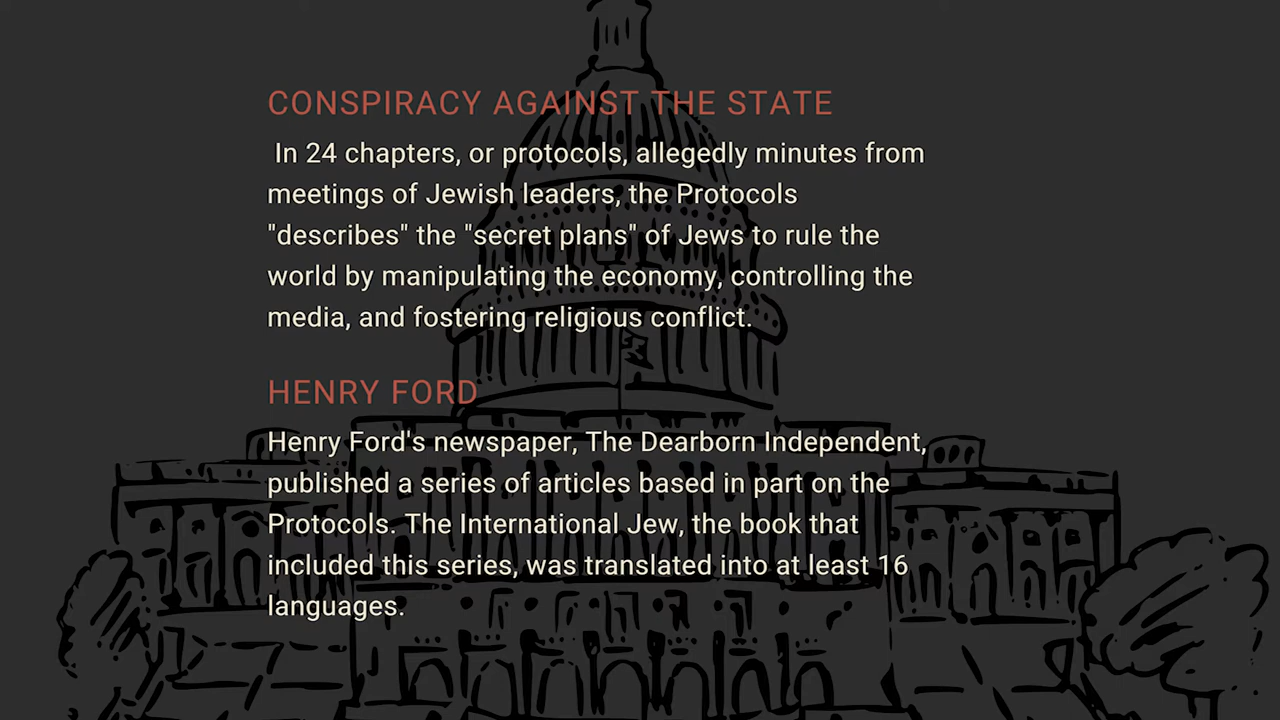 CONSPIRACY AGAINST THE STATE
In 24 chapters, or protocols, allegedly minutes from
meetings of Jewish leaders, the Protocols
"describes" the "secret plans" of Jews to rule the
world by manipulating the economy, controlling the
media, and fostering religious conflict.
HENRY FORD
Henry Ford's newspaper, The Dearborn Independent,
published a series of articles based in part on the
Protocols. The International Jew, the book that
included this series, was translated into at least 16
languages.